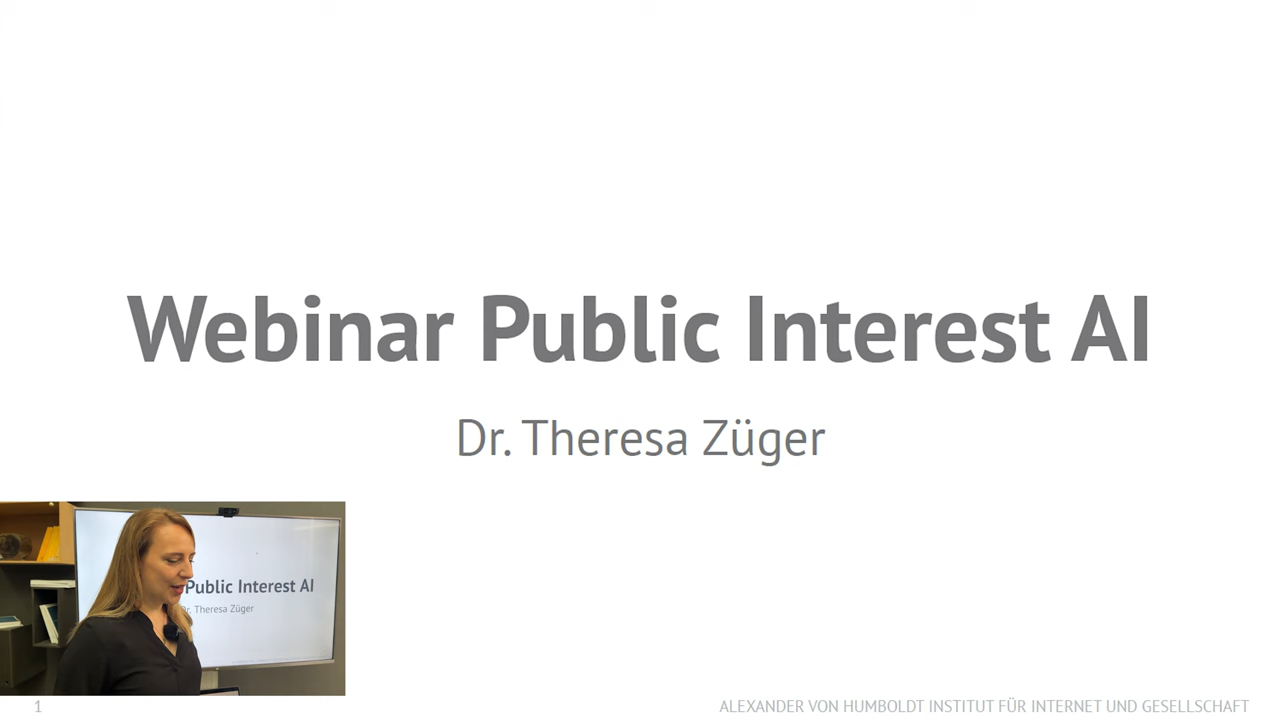 Webinar Public Interest AI
Dr. Theresa Züger
Public Interest AI
Dr. Theresa Züger
1
ALEXANDER VON HUMBOLDT INSTITUT FÜR INTERNET UND GESELLSCHAFT